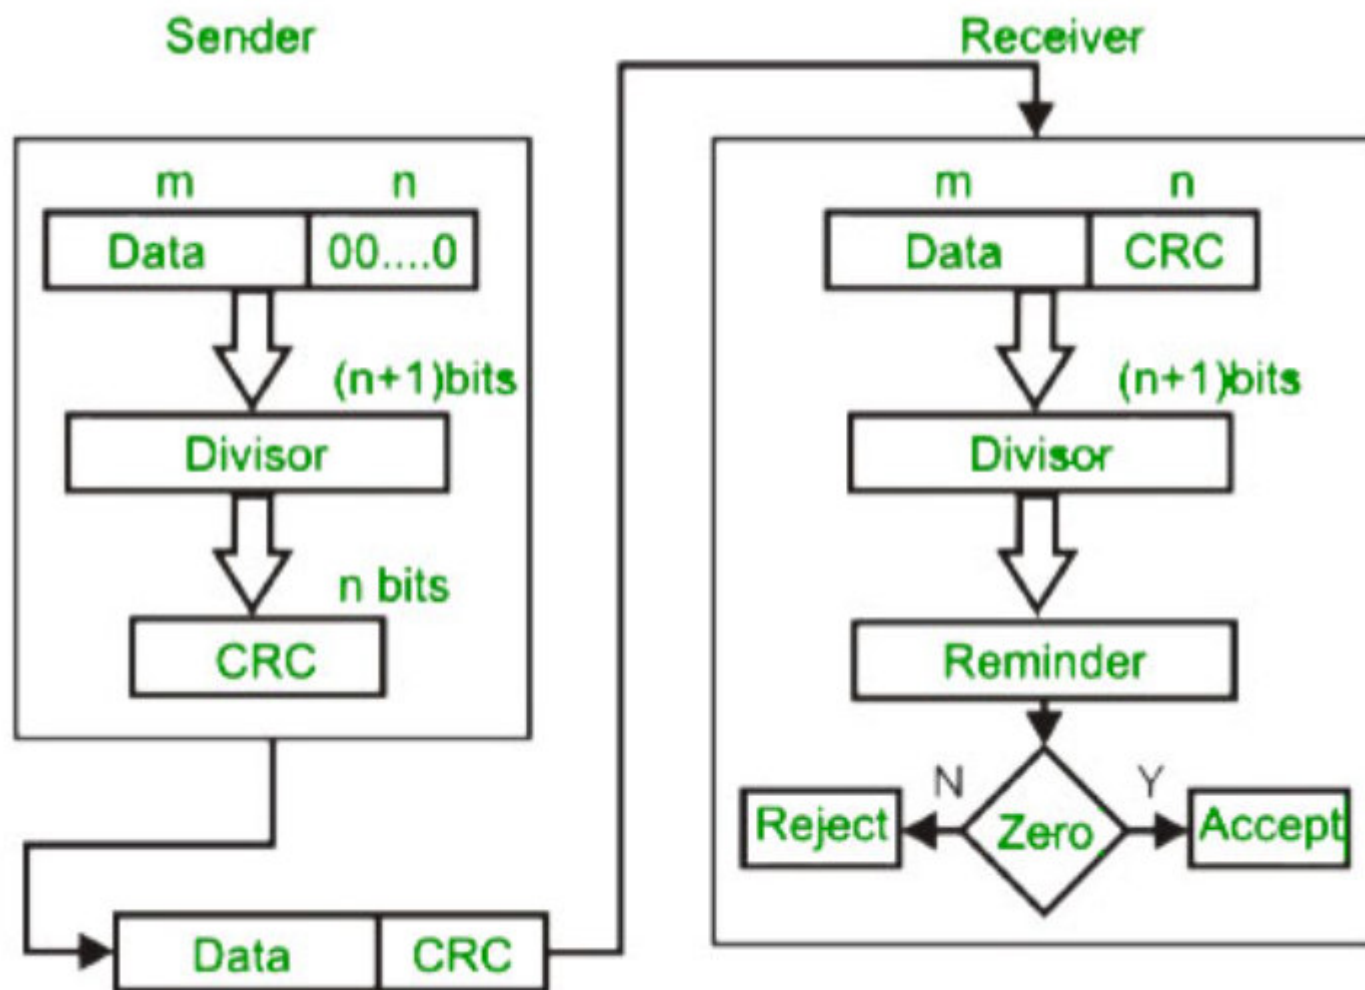 Sender
m n
Data 00....0
(n+1)bits
Divisor
n bits
CRC
Data CRC
Receiver
m n
Data CRC
(n+1)bits
Divisor
Reminder
N Y
Reject Zero Accept